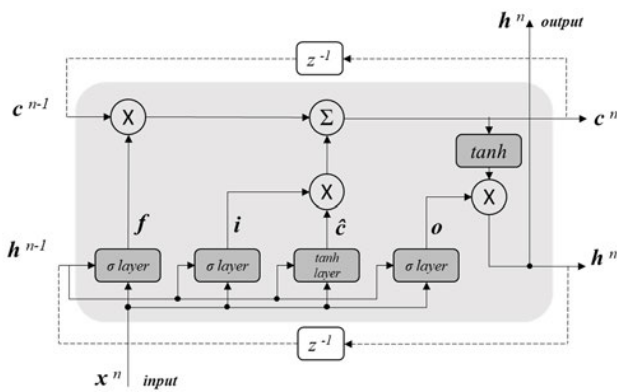 h^n output
z^-1
c^n-1 X Σ c^n
tanh
X X
f i ĉ o
h^n-1 σ layer σ layer tanh layer σ layer h^n
z^-1
x^n input